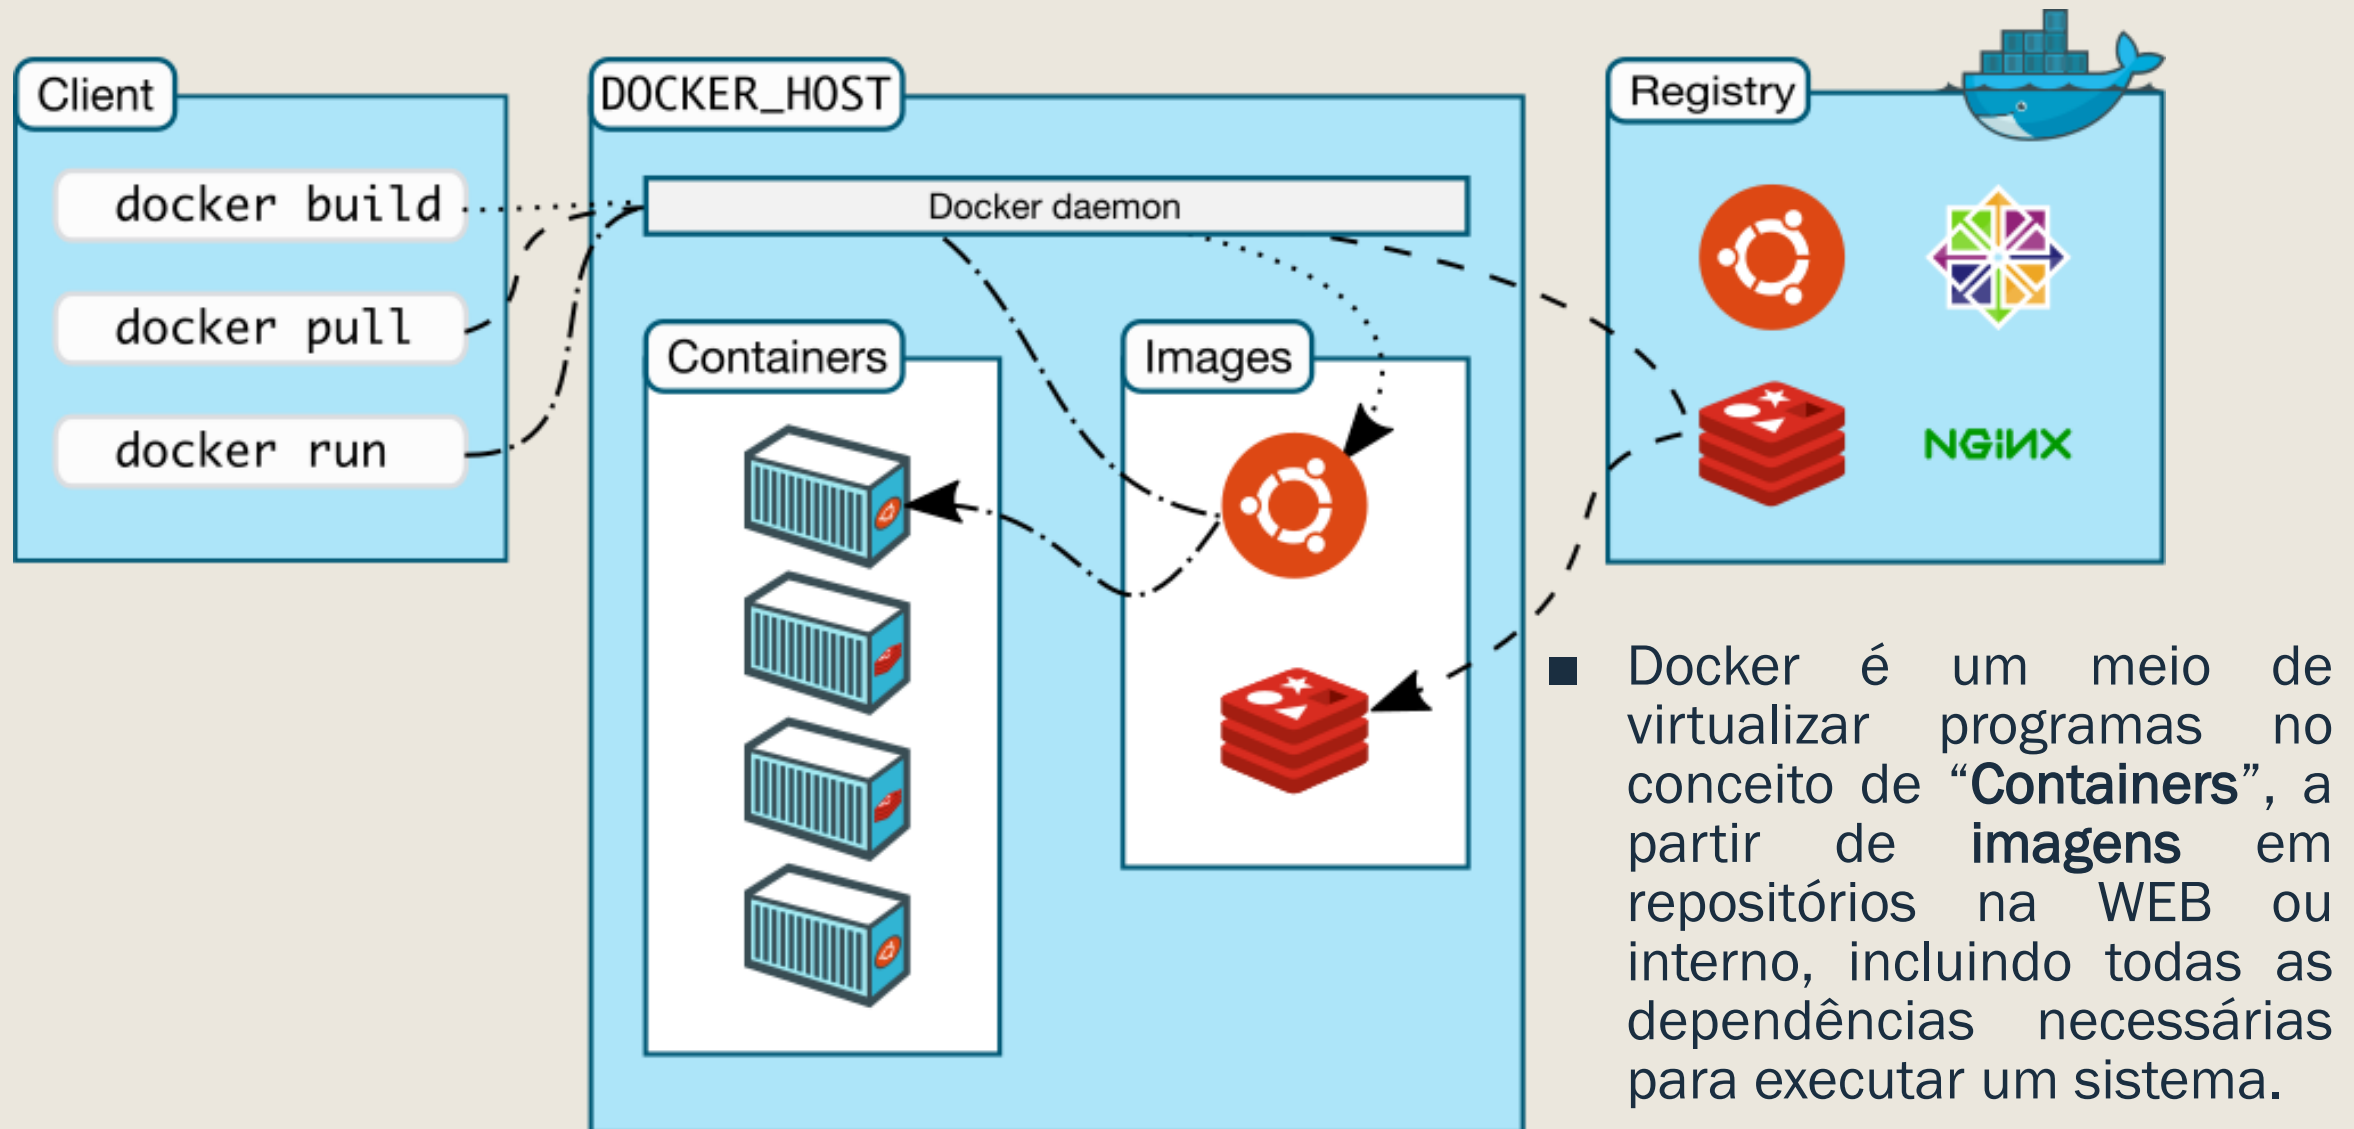 Client
docker build
docker pull
docker run
DOCKER_HOST
Docker daemon
Containers
Images
Registry
NGiNX
■ Docker é um meio de
virtualizar programas no
conceito de “Containers”, a
partir de imagens em
repositórios na WEB ou
interno, incluindo todas as
dependências necessárias
para executar um sistema.